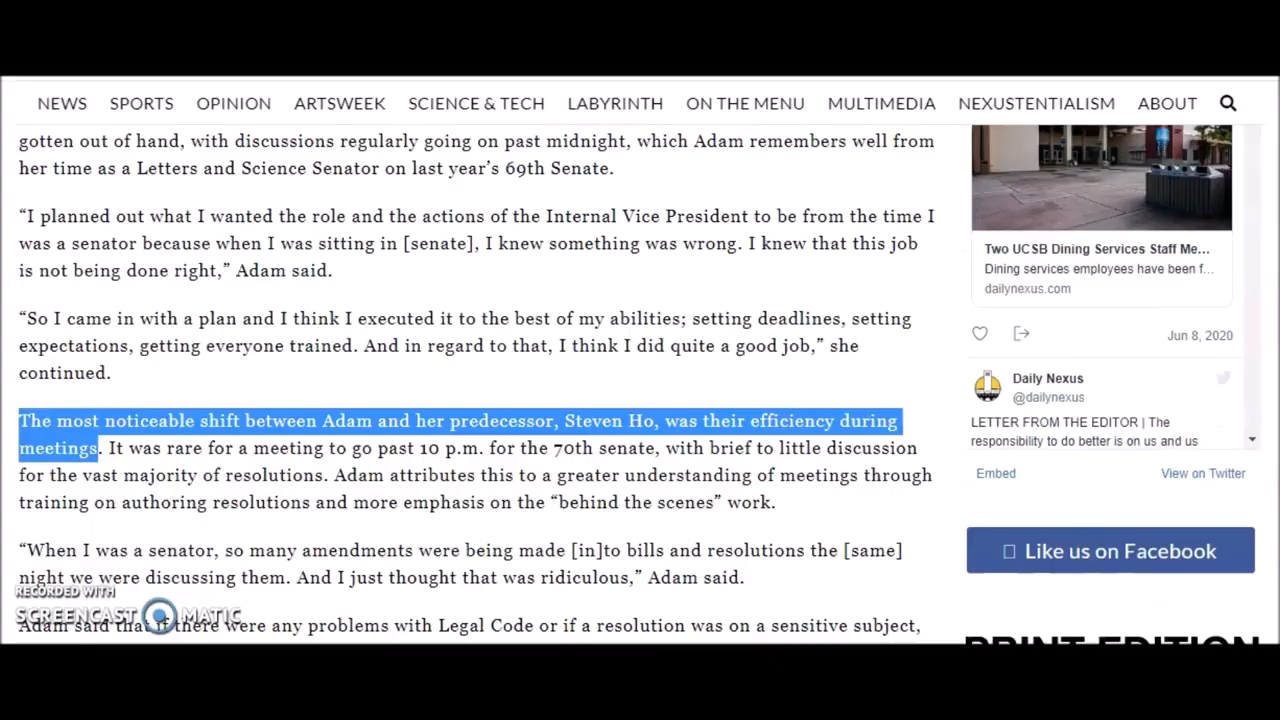 NEWS SPORTS OPINION ARTSWEEK SCIENCE & TECH LABYRINTH ON THE MENU MULTIMEDIA NEXUSTENTIALISM ABOUT
gotten out of hand, with discussions regularly going on past midnight, which Adam remembers well from
her time as a Letters and Science Senator on last year’s 69th Senate.
“I planned out what I wanted the role and the actions of the Internal Vice President to be from the time I
was a senator because when I was sitting in [senate], I knew something was wrong. I knew that this job
is not being done right,” Adam said.
“So I came in with a plan and I think I executed it to the best of my abilities; setting deadlines, setting
expectations, getting everyone trained. And in regard to that, I think I did quite a good job,” she
continued.
The most noticeable shift between Adam and her predecessor, Steven Ho, was their efficiency during
meetings. It was rare for a meeting to go past 10 p.m. for the 70th senate, with brief to little discussion
for the vast majority of resolutions. Adam attributes this to a greater understanding of meetings through
training on authoring resolutions and more emphasis on the “behind the scenes” work.
“When I was a senator, so many amendments were being made [in]to bills and resolutions the [same]
night we were discussing them. And I just thought that was ridiculous,” Adam said.
Adam said that if there were any problems with Legal Code or if a resolution was on a sensitive subject,
RECORDED WITH
SCREENCAST MATIC
Two UCSB Dining Services Staff Me...
Dining services employees have been f...
dailynexus.com
Jun 8, 2020
Daily Nexus
@dailynexus
LETTER FROM THE EDITOR | The
responsibility to do better is on us and us
Embed View on Twitter
Like us on Facebook
PRINT EDITION